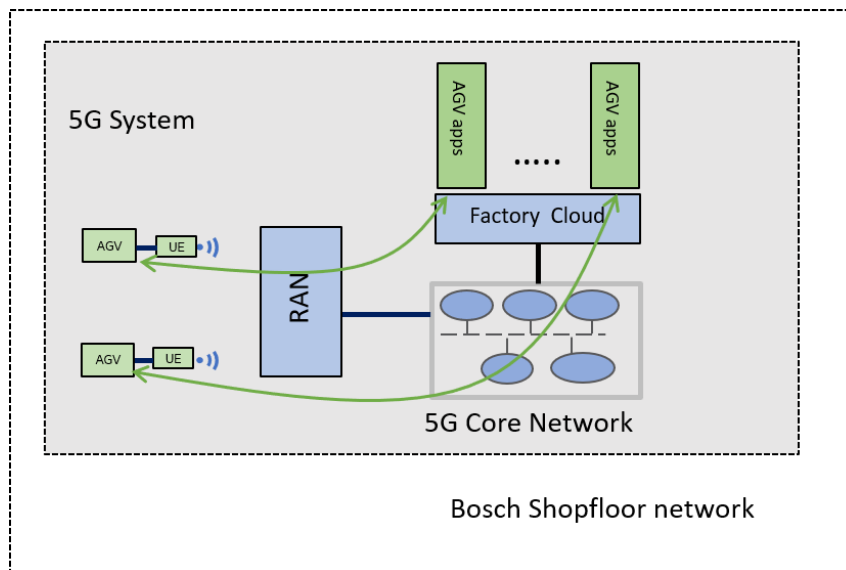 5G System
AGV apps
.....
AGV apps
Factory Cloud
AGV
UE
RAN
AGV
UE
5G Core Network
Bosch Shopfloor network